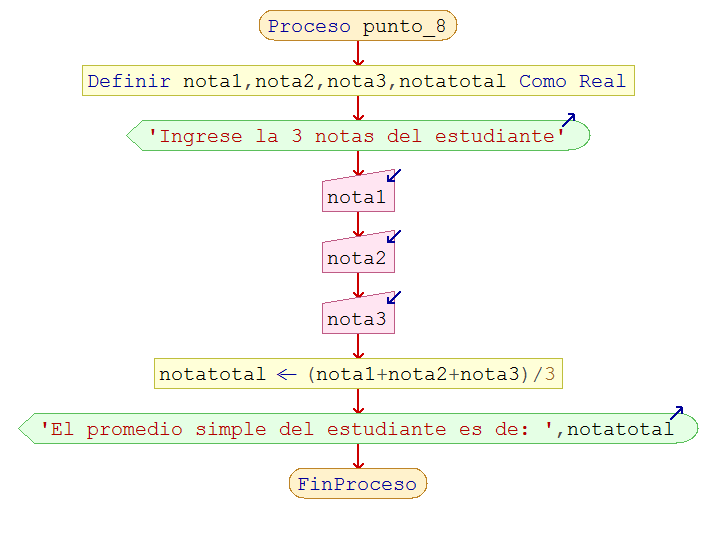 Proceso punto_8
Definir nota1,nota2,nota3,notatotal Como Real
'Ingrese la 3 notas del estudiante'
nota1
nota2
nota3
notatotal ← (nota1+nota2+nota3)/3
'El promedio simple del estudiante es de: ',notatotal
FinProceso